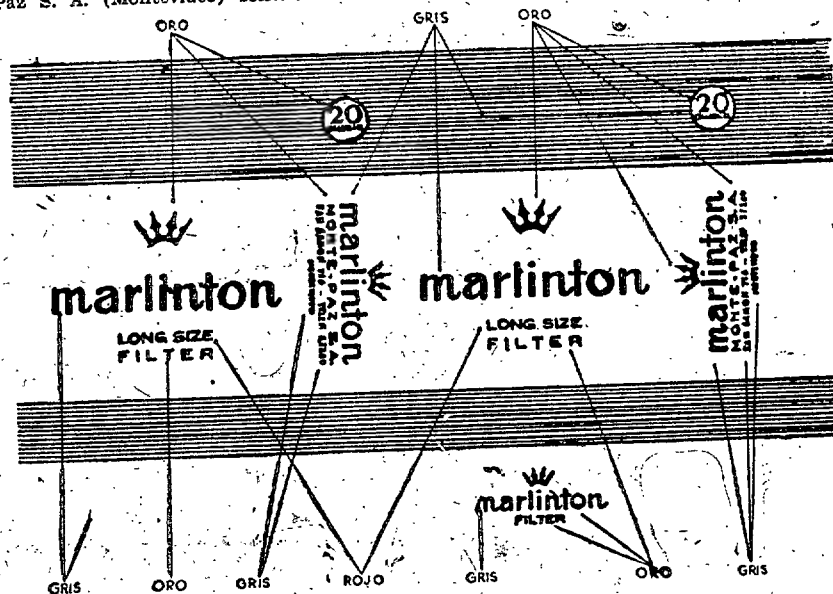 Paz S. A. (Montevideo)
ORO
GRIS
ORO
20
20
marlinton
LONG SIZE
FILTER
marlinton
MONTE-PAZ S.A.
marlinton
LONG SIZE
FILTER
marlinton
MONTE-PAZ S.A.
marlinton
FILTER
GRIS
ORO
GRIS
ROJO
GRIS
ORO
GRIS